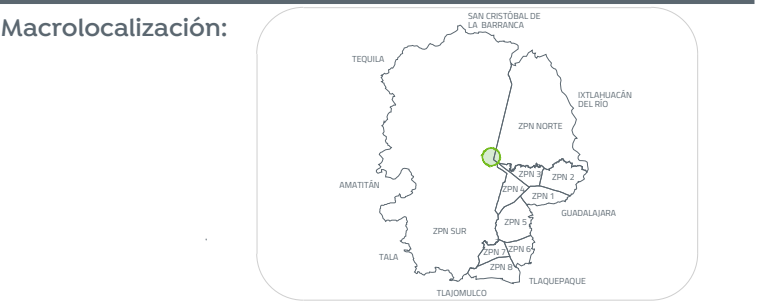 Macrolocalización:
SAN CRISTÓBAL DE
LA BARRANCA
TEQUILA
IXTLAHUACÁN
DEL RÍO
ZPN NORTE
ZPN 3
ZPN 2
AMATITÁN
ZPN 4
ZPN 1
GUADALAJARA
ZPN 5
ZPN SUR
ZPN 6
ZPN 7
TALA
ZPN 8
TLAQUEPAQUE
TLAJOMULCO